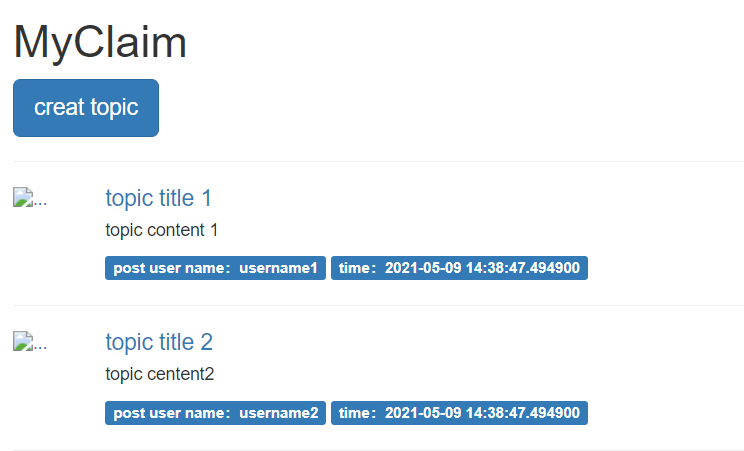 MyClaim
creat topic
...
topic title 1
topic content 1
post user name：username1 time：2021-05-09 14:38:47.494900
...
topic title 2
topic centent2
post user name：username2 time：2021-05-09 14:38:47.494900